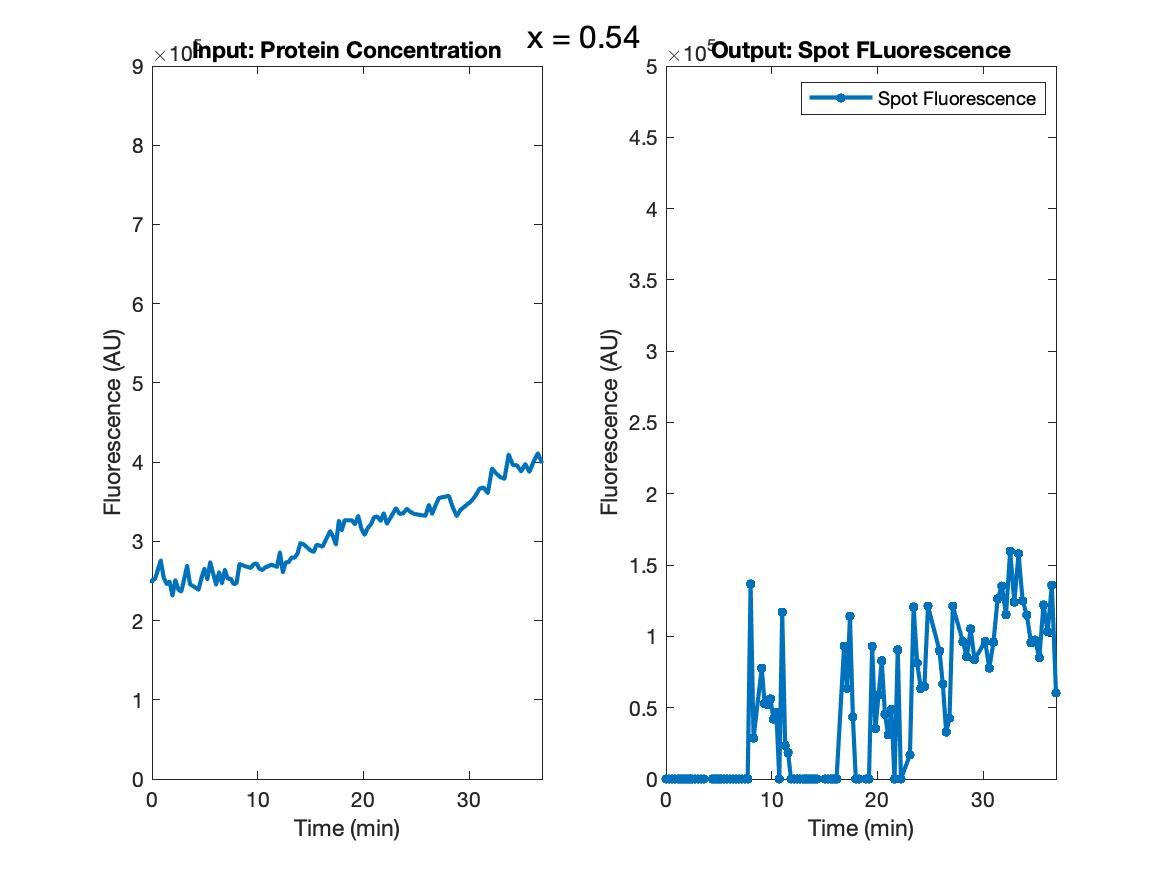 x = 0.54
×10⁵
Input: Protein Concentration
9
8
7
6
5
4
3
2
1
0
Fluorescence (AU)
0 10 20 30
Time (min)
×10⁵
Output: Spot FLuorescence
Spot Fluorescence
5
4.5
4
3.5
3
2.5
2
1.5
1
0.5
0
Fluorescence (AU)
0 10 20 30
Time (min)